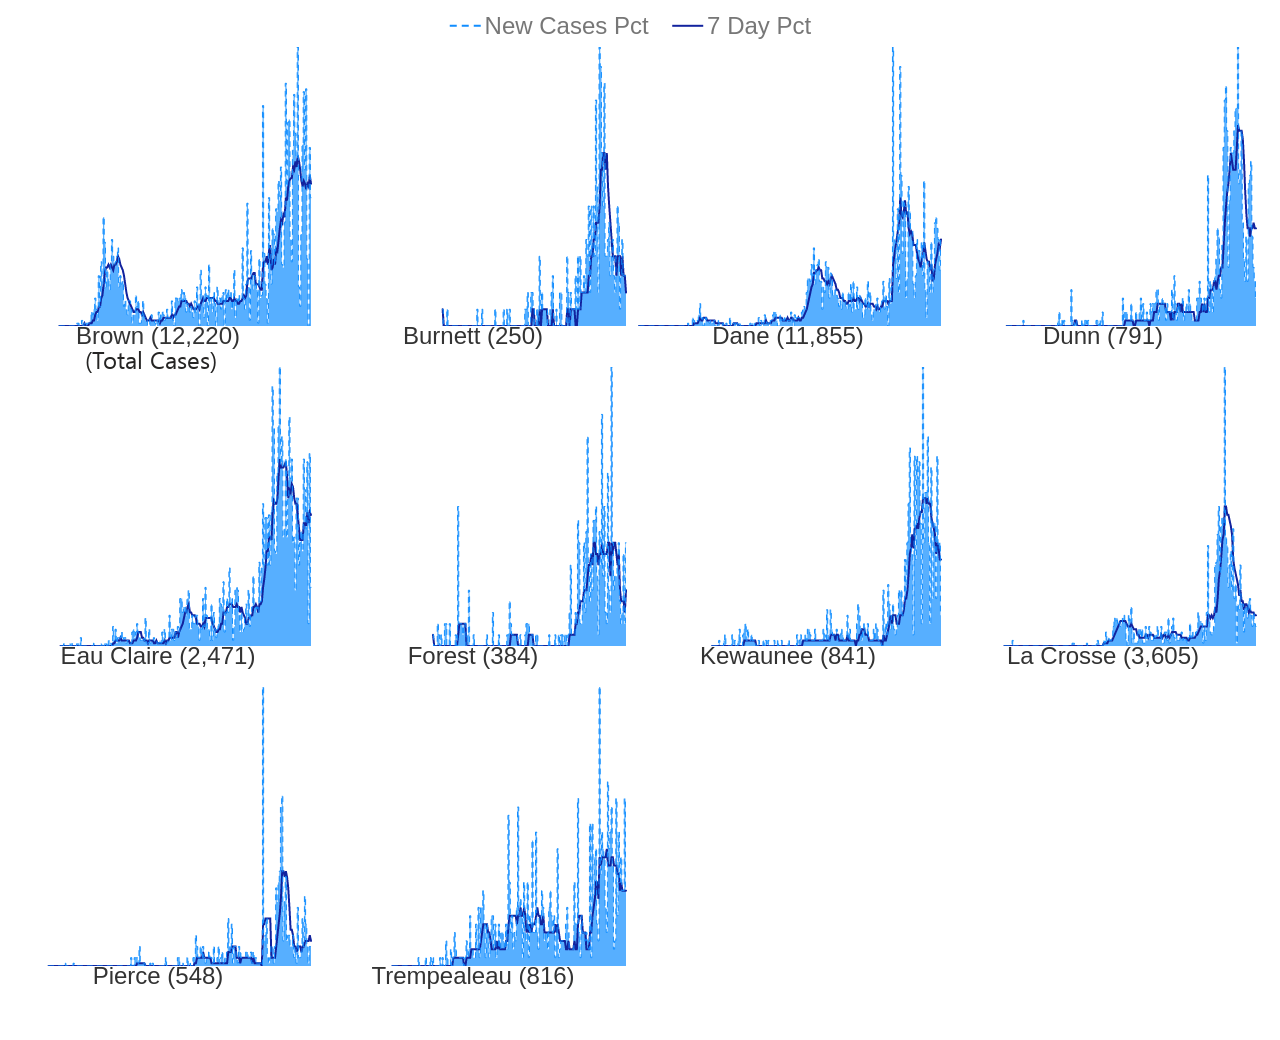 New Cases Pct 7 Day Pct
Brown (12,220) Burnett (250) Dane (11,855) Dunn (791)
(Total Cases)
Eau Claire (2,471) Forest (384) Kewaunee (841) La Crosse (3,605)
Pierce (548) Trempealeau (816)